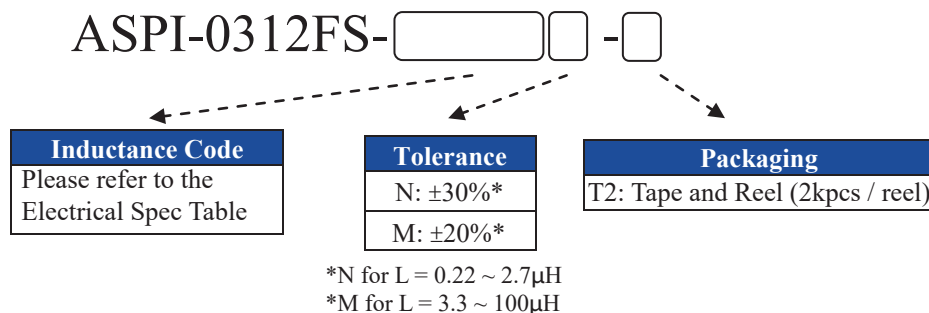 ASPI-0312FS- -
Inductance Code
Please refer to the
Electrical Spec Table
Tolerance
N: ±30%*
M: ±20%*
*N for L = 0.22 ~ 2.7μH
*M for L = 3.3 ~ 100μH
Packaging
T2: Tape and Reel (2kpcs / reel)